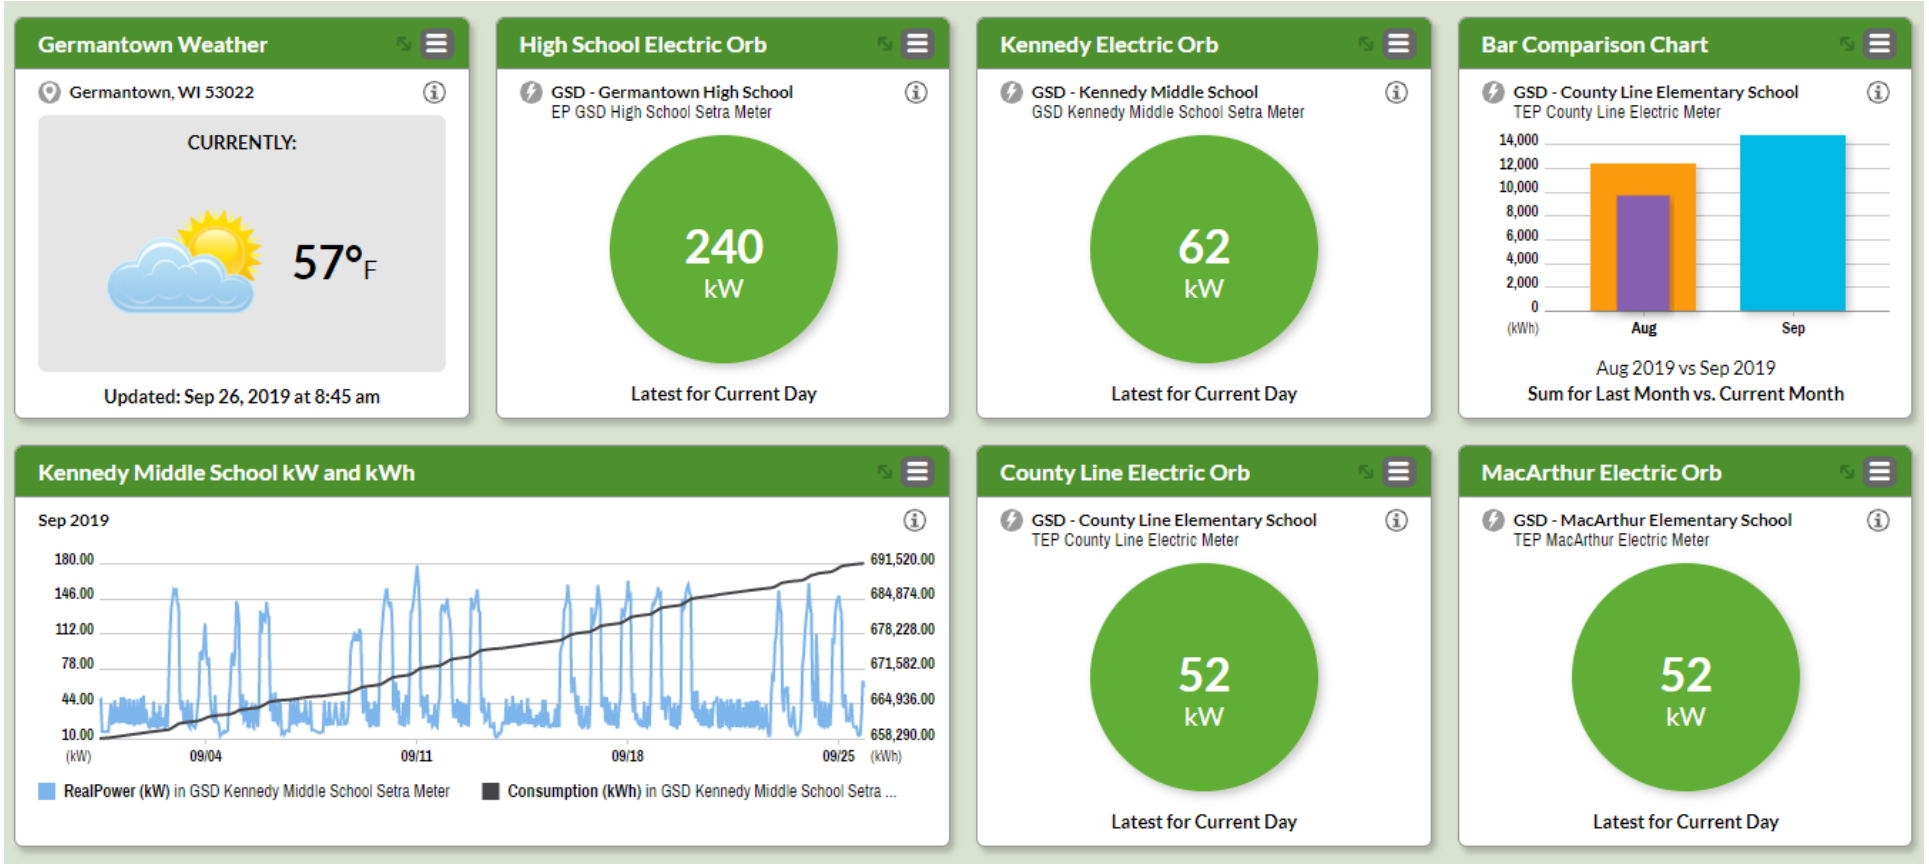 Germantown Weather
Germantown, WI 53022
CURRENTLY:
57°F
Updated: Sep 26, 2019 at 8:45 am
High School Electric Orb
GSD - Germantown High School
EP GSD High School Setra Meter
240
kW
Latest for Current Day
Kennedy Electric Orb
GSD - Kennedy Middle School
GSD Kennedy Middle School Setra Meter
62
kW
Latest for Current Day
Bar Comparison Chart
GSD - County Line Elementary School
TEP County Line Electric Meter
14,000
12,000
10,000
8,000
6,000
4,000
2,000
0
(kWh)
Aug
Sep
Aug 2019 vs Sep 2019
Sum for Last Month vs. Current Month
Kennedy Middle School kW and kWh
Sep 2019
180.00
146.00
112.00
78.00
44.00
10.00
(kW)
691,520.00
684,874.00
678,228.00
671,582.00
664,936.00
658,290.00
(kWh)
09/04
09/11
09/18
09/25
RealPower (kW) in GSD Kennedy Middle School Setra Meter
Consumption (kWh) in GSD Kennedy Middle School Setra ...
County Line Electric Orb
GSD - County Line Elementary School
TEP County Line Electric Meter
52
kW
Latest for Current Day
MacArthur Electric Orb
GSD - MacArthur Elementary School
TEP MacArthur Electric Meter
52
kW
Latest for Current Day